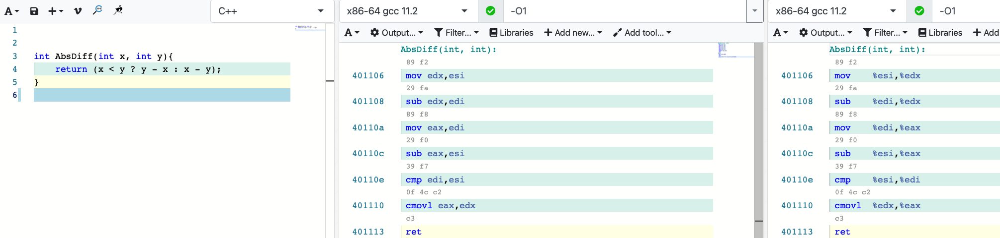 A C++
1
2
3 int AbsDiff(int x, int y){
4 return (x < y ? y - x : x - y);
5 }
6
x86-64 gcc 11.2 -O1
A Output... Filter... Libraries Add new... Add tool...
AbsDiff(int, int):
89 f2
401106 mov edx,esi
29 fa
401108 sub edx,edi
89 f8
40110a mov eax,edi
29 f0
40110c sub eax,esi
39 f7
40110e cmp edi,esi
0f 4c c2
401110 cmovl eax,edx
c3
401113 ret
x86-64 gcc 11.2 -O1
A Output... Filter... Libraries Add
AbsDiff(int, int):
89 f2
401106 mov %esi,%edx
29 fa
401108 sub %edi,%edx
89 f8
40110a mov %edi,%eax
29 f0
40110c sub %esi,%eax
39 f7
40110e cmp %esi,%edi
0f 4c c2
401110 cmovl %edx,%eax
c3
401113 ret